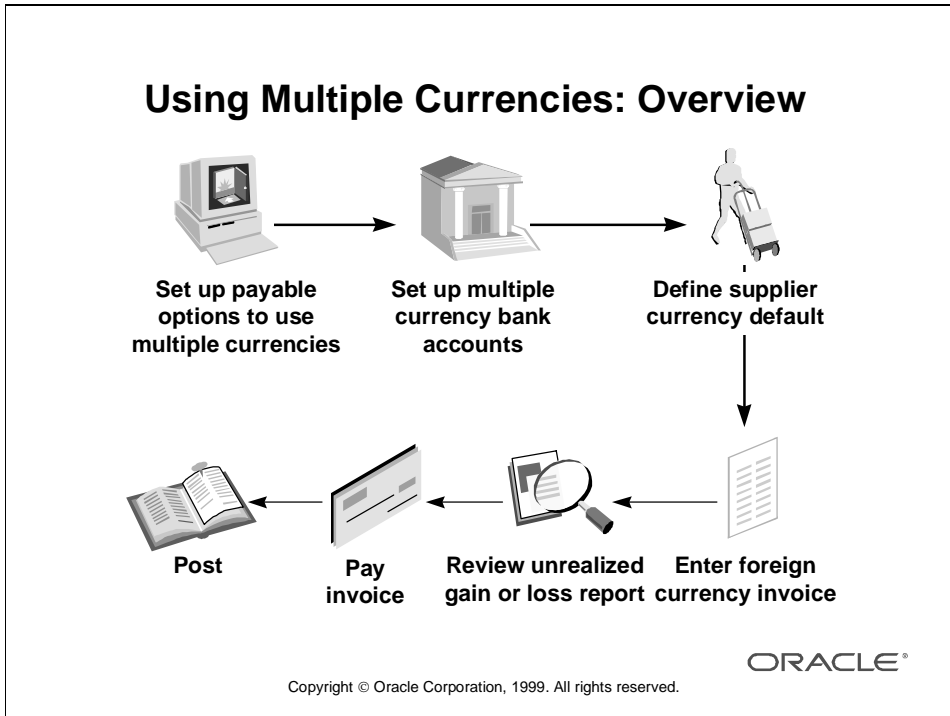 Using Multiple Currencies: Overview
Set up payable
options to use
multiple currencies
Set up multiple
currency bank
accounts
Define supplier
currency default
Enter foreign
currency invoice
Review unrealized
gain or loss report
Pay
invoice
Post
ORACLE®
Copyright © Oracle Corporation, 1999. All rights reserved.